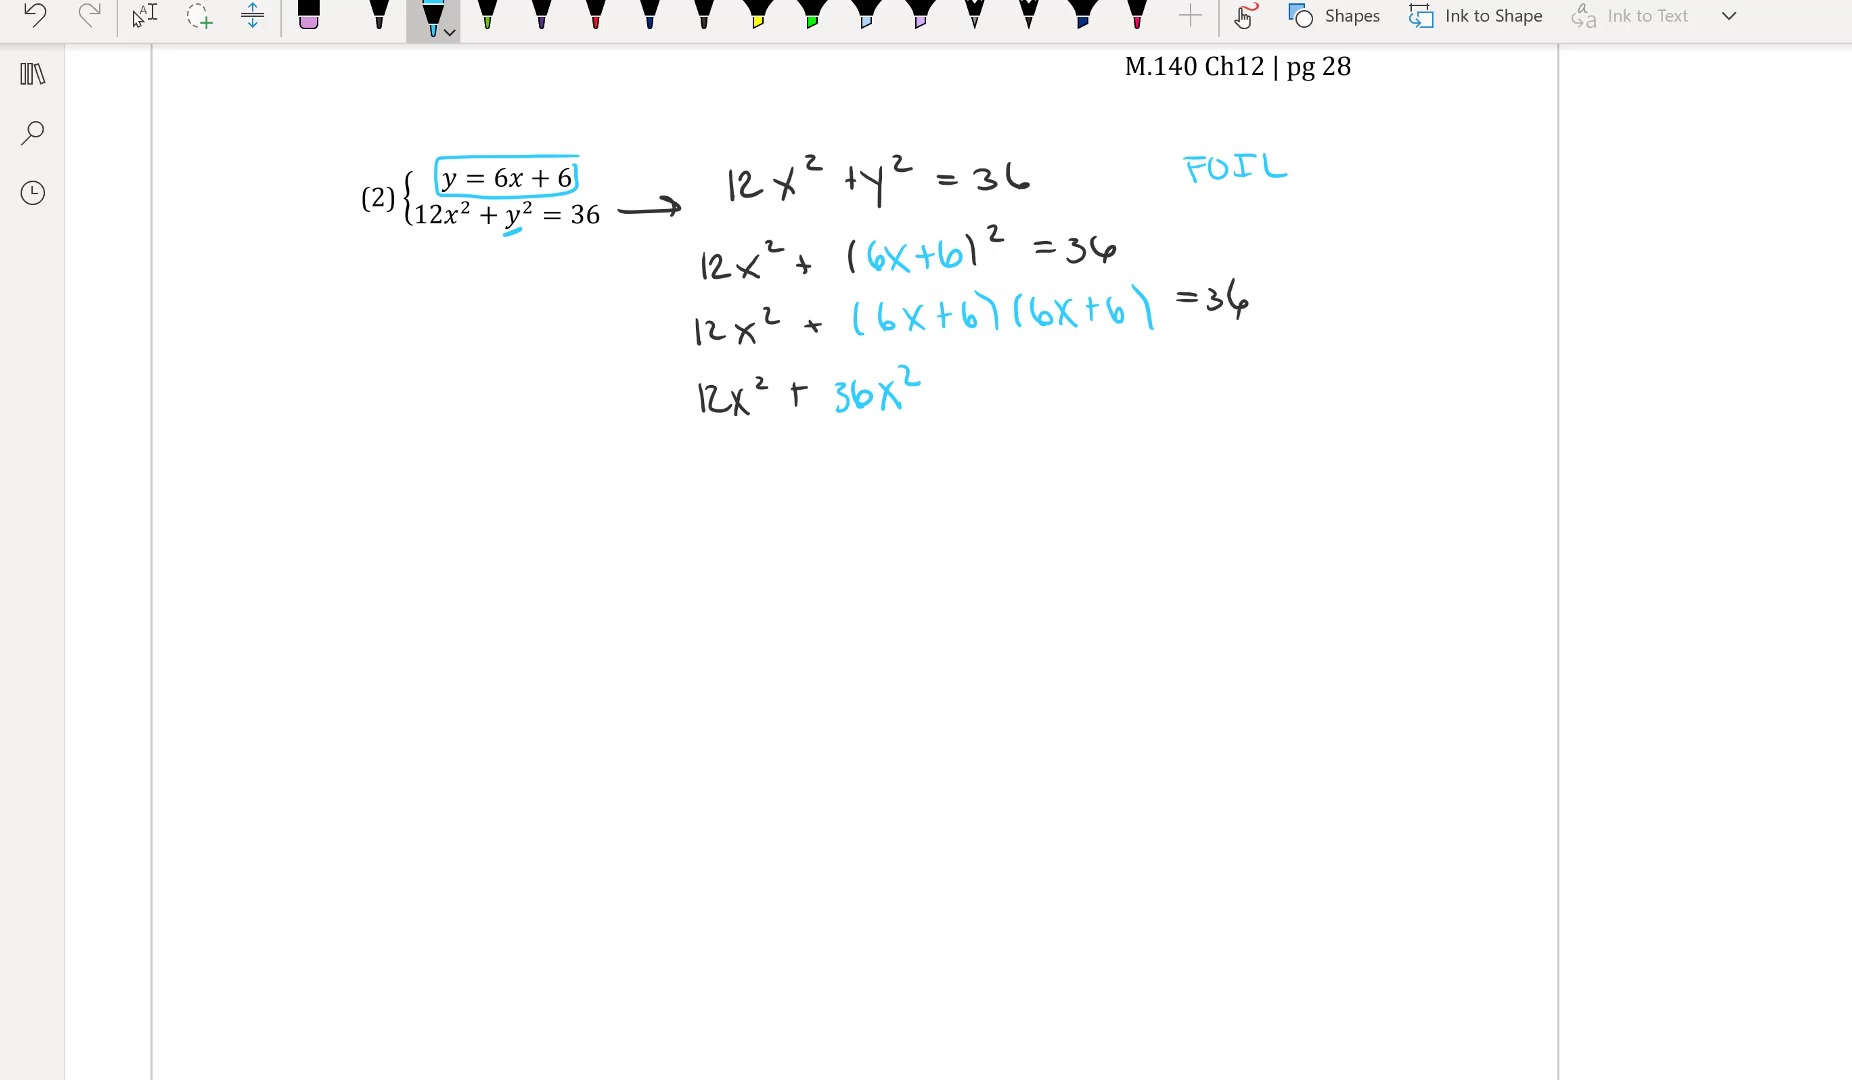 Shapes Ink to Shape Ink to Text
M.140 Ch12 | pg 28
(2) { y = 6x + 6
12x² + y² = 36
12x² + y² = 36
FOIL
12x² + (6x+6)² = 36
12x² + (6x+6)(6x+6) = 36
12x² + 36x²